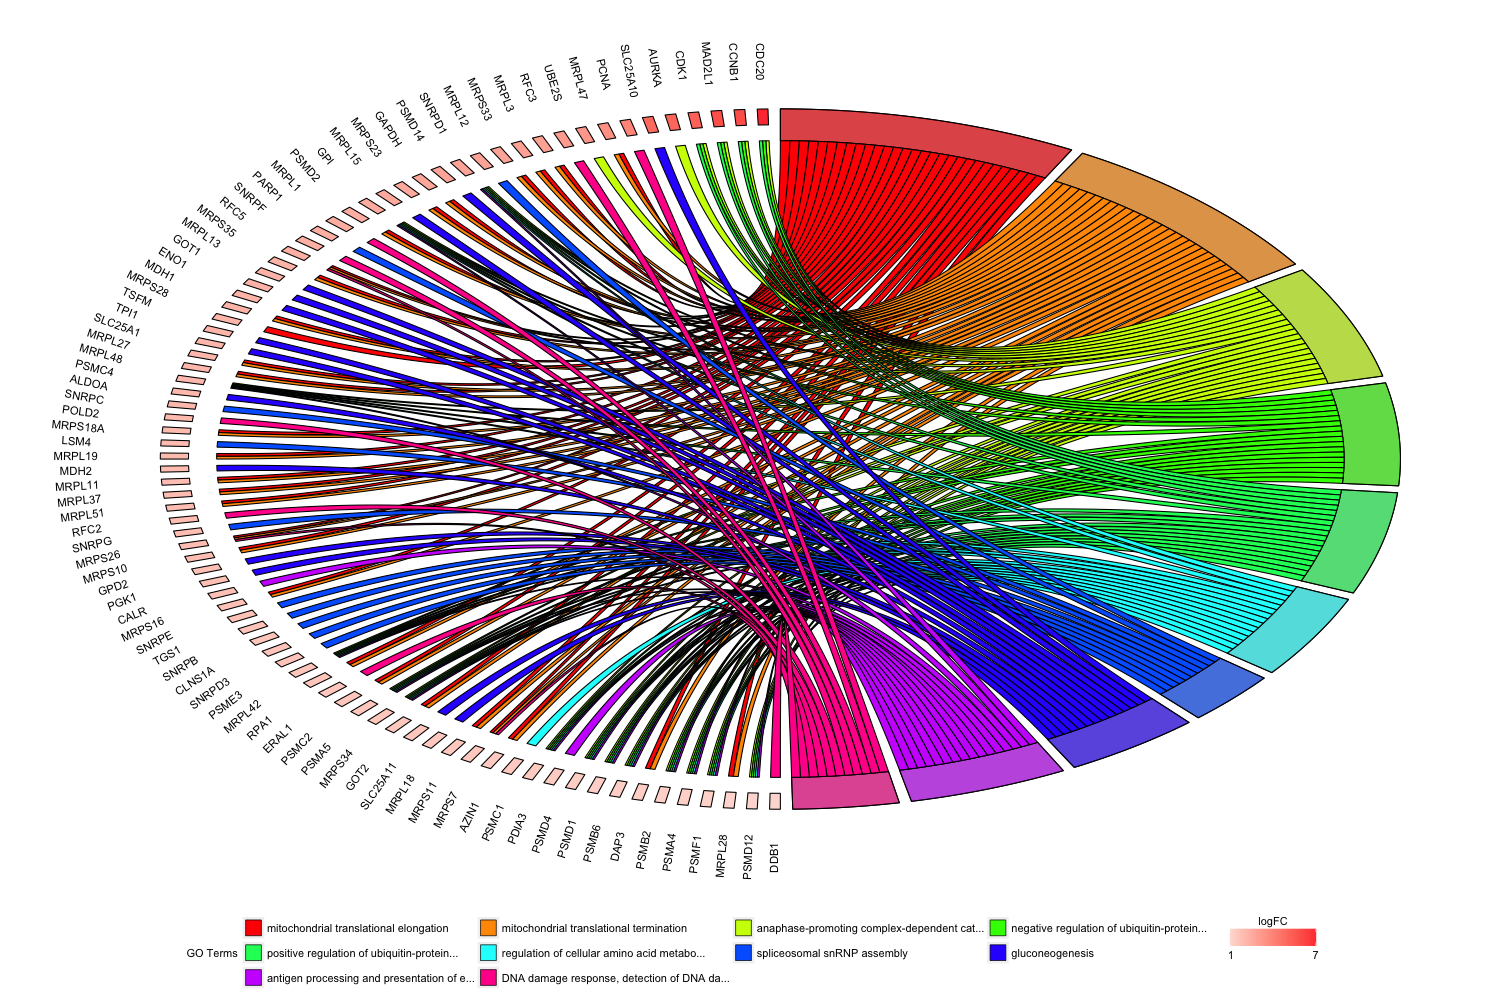 CDC20
CCNB1
MAD2L1
CDK1
AURKA
SLC25A10
PCNA
MRPL47
UBE2S
RFC3
MRPL3
MRPS33
MRPL12
SNRPD1
PSMD14
GAPDH
MRPS23
MRPL15
GPI
PSMD2
MRPL1
PARP1
SNRPF
RFC5
MRPS35
MRPL13
GOT1
ENO1
MDH1
MRPS28
TSFM
TPI1
SLC25A1
MRPL27
MRPL48
PSMC4
ALDOA
SNRPC
POLD2
MRPS18A
LSM4
MRPL19
MDH2
MRPL11
MRPL37
MRPL51
RFC2
SNRPG
MRPS26
MRPS10
GPD2
PGK1
CALR
MRPS16
SNRPE
TGS1
SNRPB
CLNS1A
SNRPD3
PSME3
MRPL42
RPA1
ERAL1
PSMC2
PSMA5
MRPS34
GOT2
SLC25A11
MRPL18
MRPS11
MRPS7
AZIN1
PSMC1
PDIA3
PSMD4
PSMD1
PSMB6
DAP3
PSMB2
PSMA4
PSMF1
MRPL28
PSMD12
DDB1
GO Terms
mitochondrial translational elongation
mitochondrial translational termination
anaphase-promoting complex-dependent cat...
negative regulation of ubiquitin-protein...
positive regulation of ubiquitin-protein...
regulation of cellular amino acid metabo...
spliceosomal snRNP assembly
gluconeogenesis
antigen processing and presentation of e...
DNA damage response, detection of DNA da...
logFC
1 7